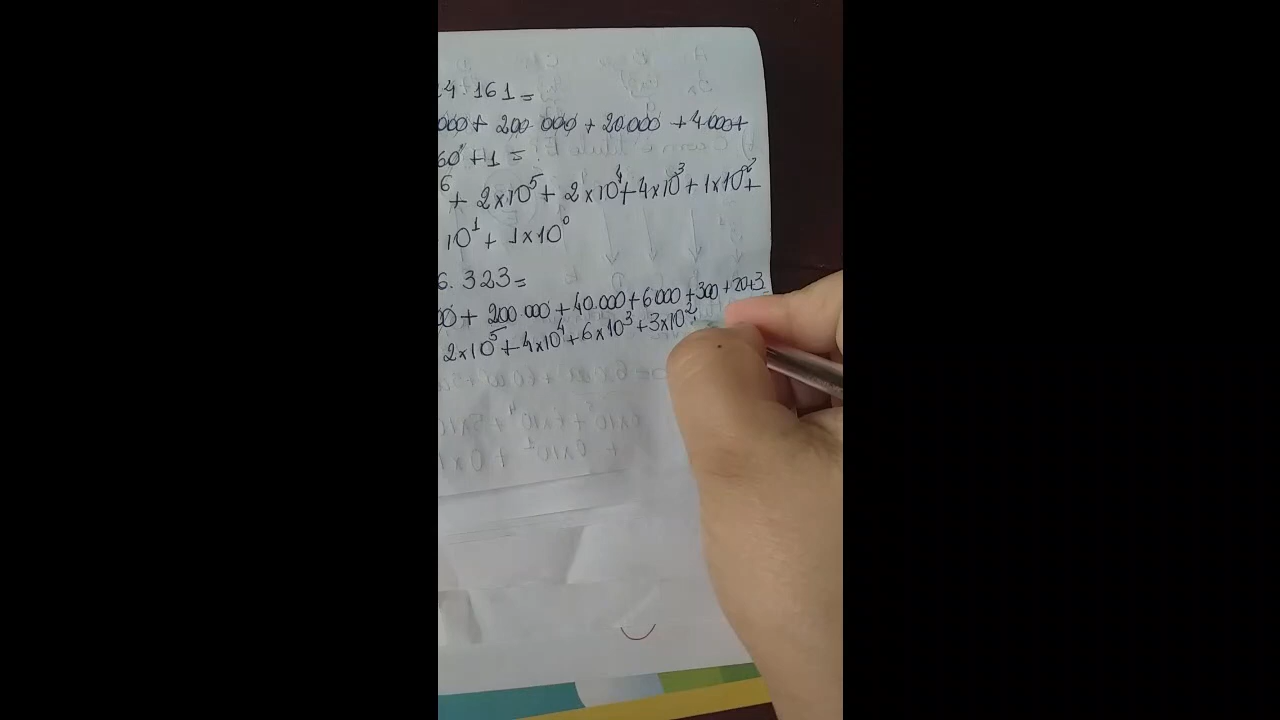 4.161=
000+ 200.000 + 20.000 + 4.000+
60 + 1 =
6 + 2x10⁵ + 2x10⁴ + 4x10³ + 1x10² +
10¹ + 1x10⁰
6.323=
00 + 200.000 + 40.000 + 6.000 + 300 + 20+3 =
2x10⁵ + 4x10⁴ + 6x10³ + 3x10²